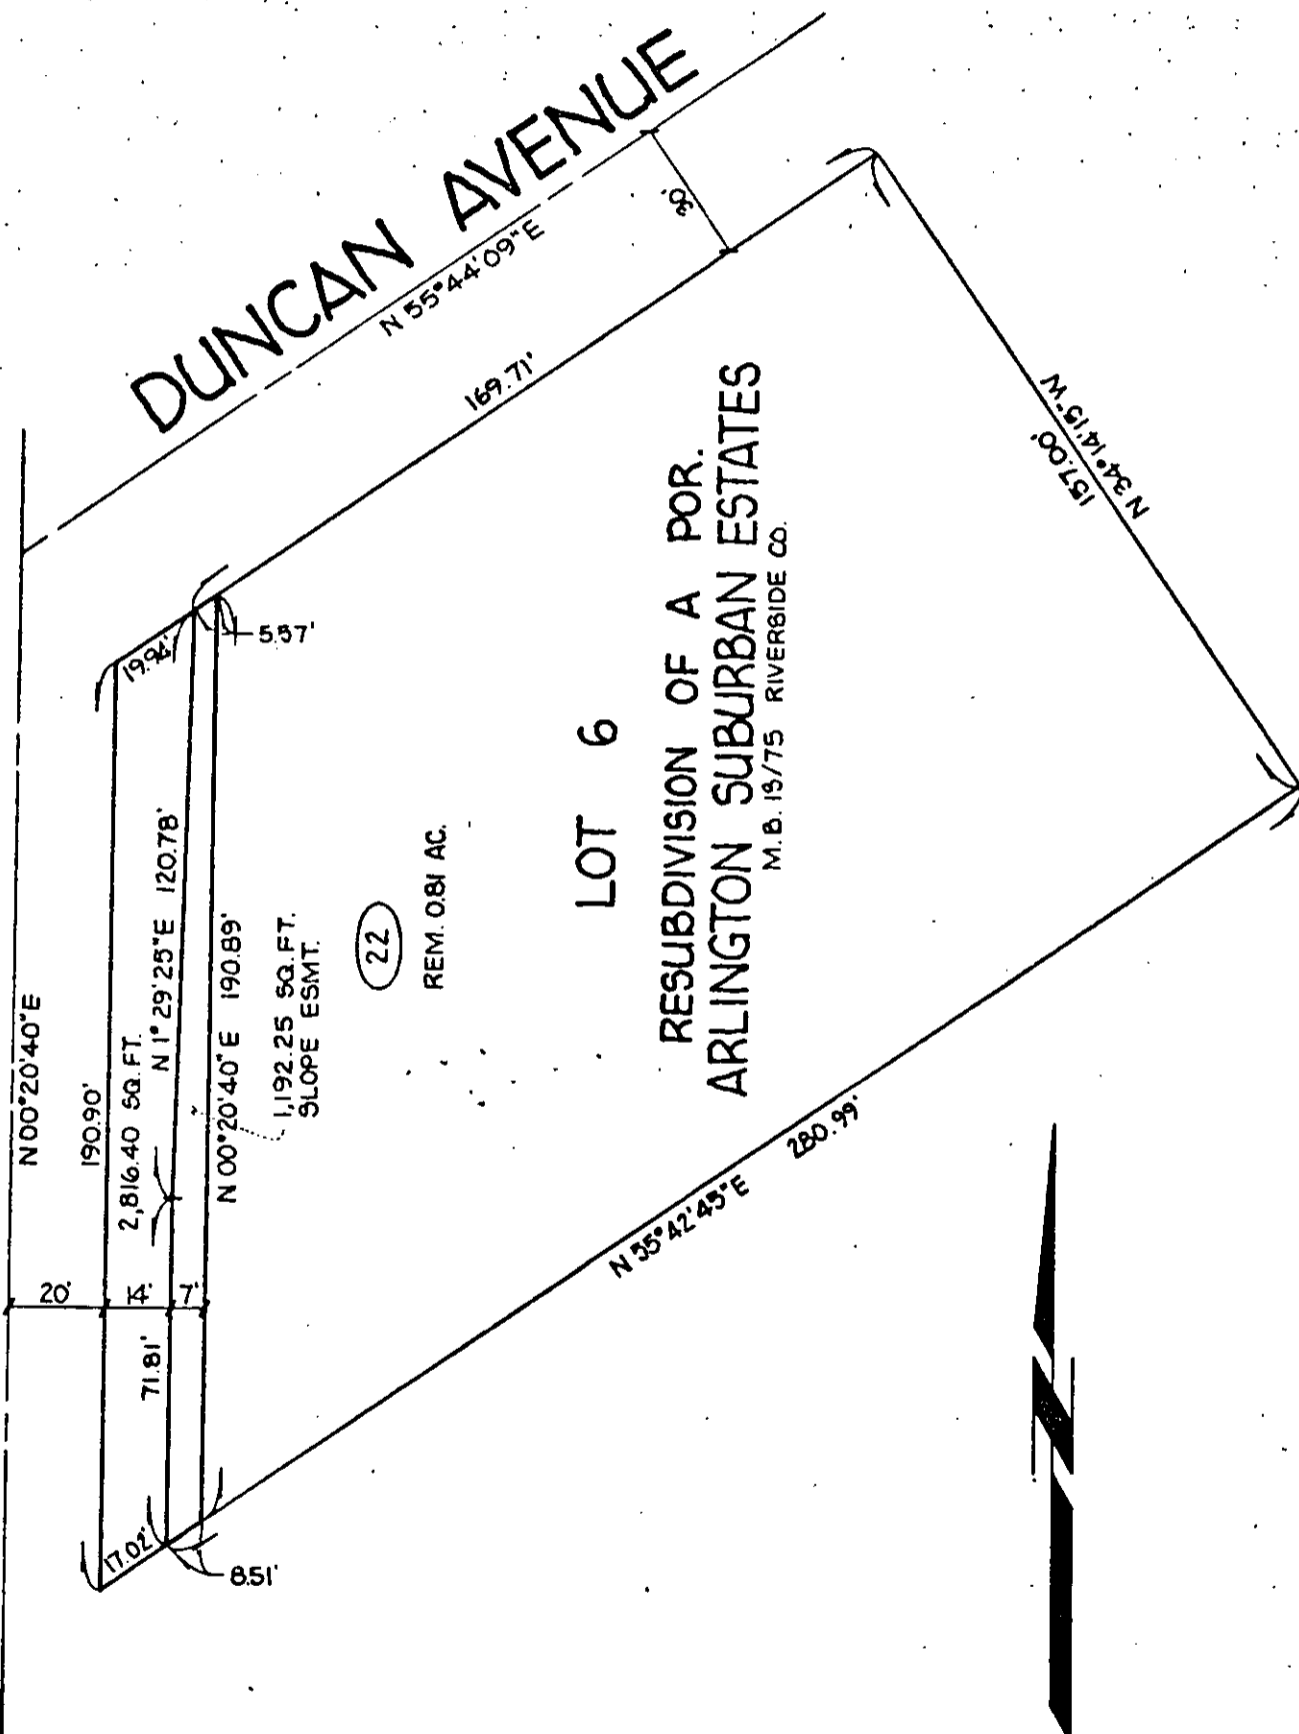 DUNCAN AVENUE
N 55°44'09"E
30'
169.71'
N00°20'40"E
190.90'
19.94'
5.57'
2,816.40 SQ.FT.
N 1°29'25"E 120.78'
N 00°20'40"E 190.89'
1,192.25 SQ.FT.
SLOPE ESMT.
20'
14'
7'
71.81'
17.02'
8.51'
22
REM. 0.81 AC.
LOT 6
RESUBDIVISION OF A POR.
ARLINGTON SUBURBAN ESTATES
M.B. 13/75 RIVERSIDE CO.
157.00'
N 34°14'15"W
N 55°42'45"E 280.99'